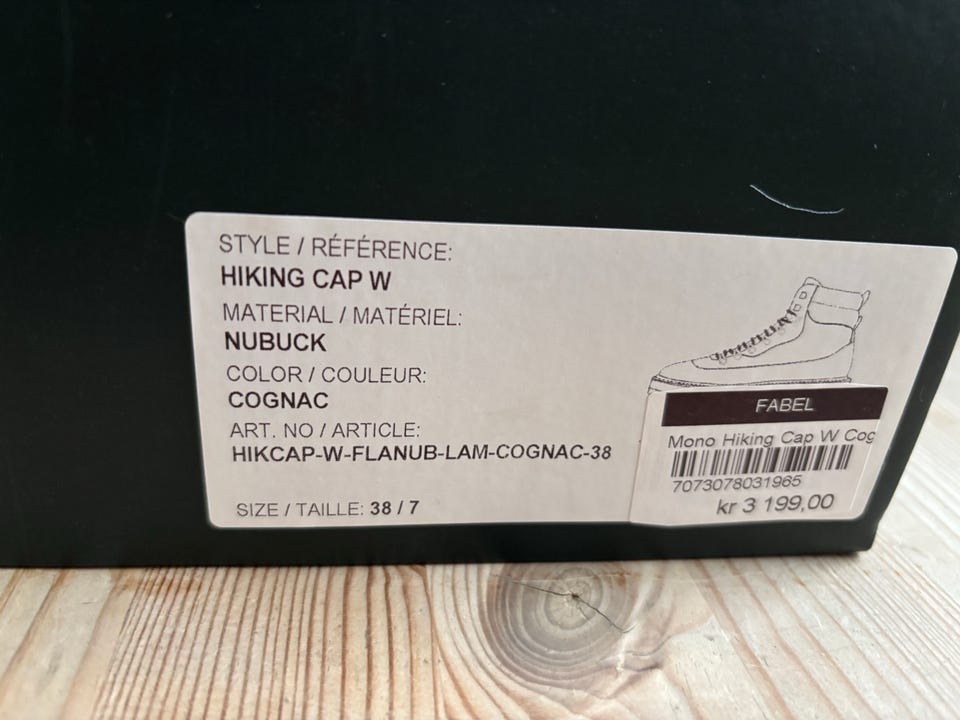 STYLE / RÉFÉRENCE:
HIKING CAP W
MATERIAL / MATÉRIEL:
NUBUCK
COLOR / COULEUR:
COGNAC
ART. NO / ARTICLE:
HIKCAP-W-FLANUB-LAM-COGNAC-38
SIZE / TAILLE: 38 / 7
FABEL
Mono Hiking Cap W Cog
7073078031965
kr 3 199,00